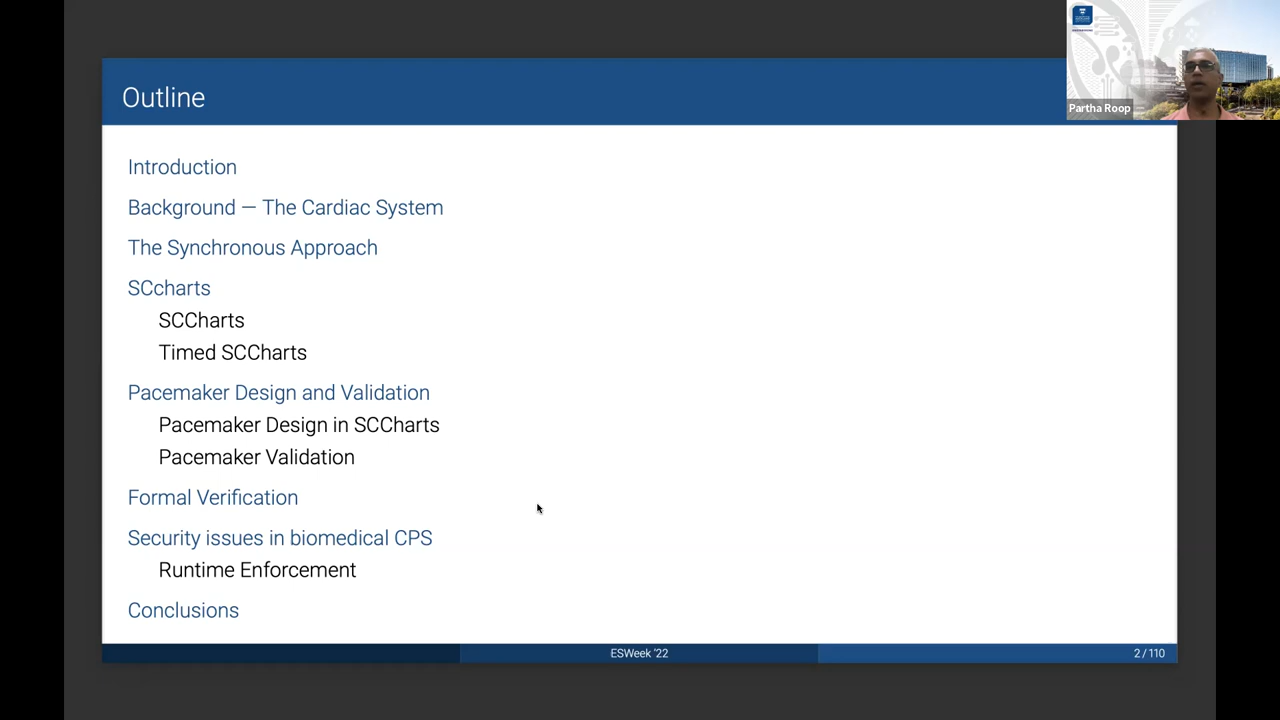 Outline
Partha Roop
Introduction
Background — The Cardiac System
The Synchronous Approach
SCcharts
SCCharts
Timed SCCharts
Pacemaker Design and Validation
Pacemaker Design in SCCharts
Pacemaker Validation
Formal Verification
Security issues in biomedical CPS
Runtime Enforcement
Conclusions
ESWeek '22
2 / 110